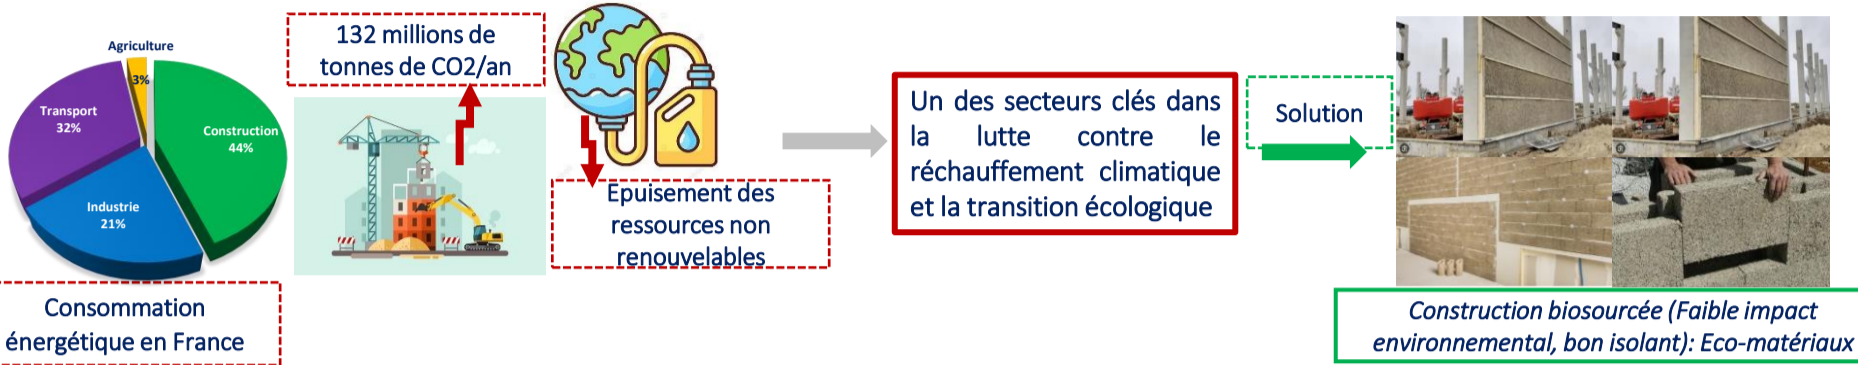 Agriculture
3%
Transport
32%
Construction
44%
Industrie
21%
Consommation
énergétique en France
132 millions de
tonnes de CO2/an
Epuisement des
ressources non
renouvelables
Un des secteurs clés dans
la lutte contre le
réchauffement climatique
et la transition écologique
Solution
Construction biosourcée (Faible impact
environnemental, bon isolant): Eco-matériaux